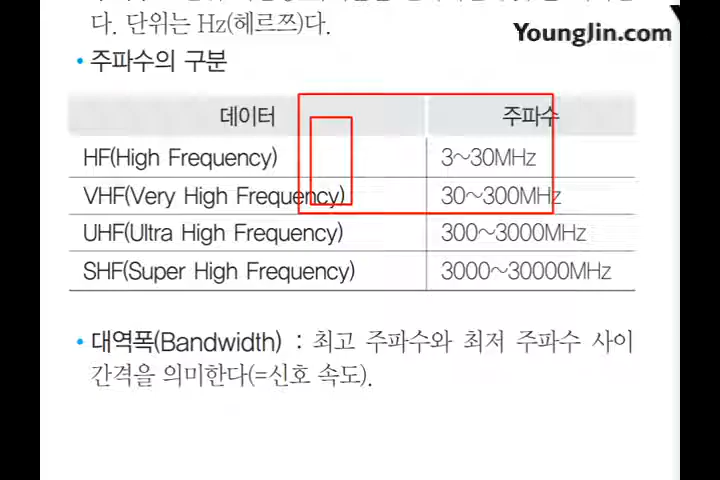 다. 단위는 Hz(헤르쯔)다.
YoungJin.com
• 주파수의 구분
데이터 주파수
HF(High Frequency) 3~30MHz
VHF(Very High Frequency) 30~300MHz
UHF(Ultra High Frequency) 300~3000MHz
SHF(Super High Frequency) 3000~30000MHz
• 대역폭(Bandwidth) : 최고 주파수와 최저 주파수 사이
간격을 의미한다(=신호 속도).